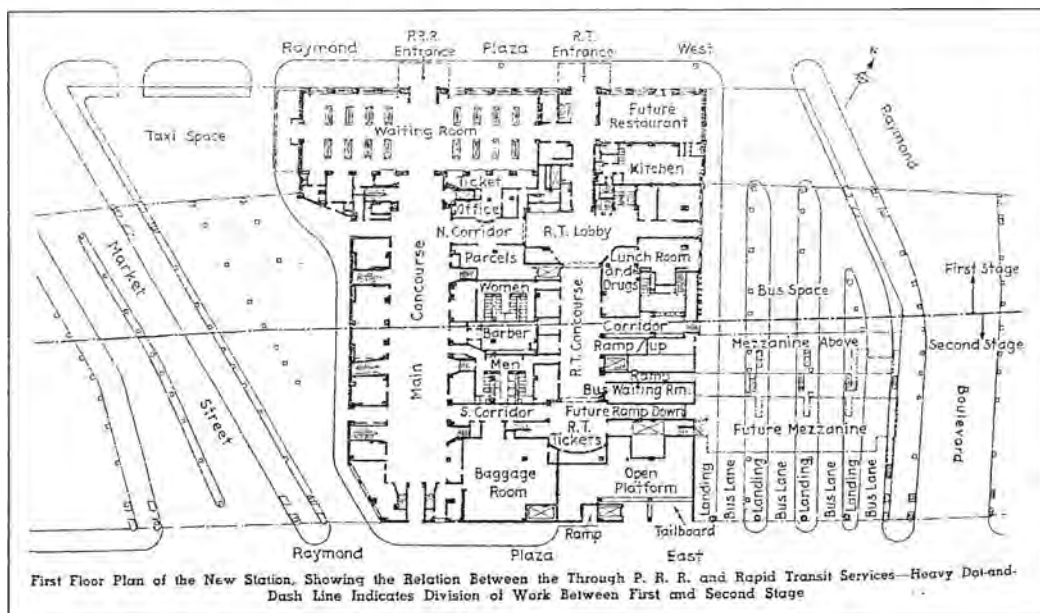 Raymond Plaza West
P.R.R. Entrance
R.T. Entrance
N
Raymond
Taxi Space
Waiting Room
Future Restaurant
Kitchen
Ticket Office
N. Corridor
R.T. Lobby
Parcels
Lunch Room and Drugs
Market
Women
Bus Space
First Stage
Concourse
R.T. Concourse
Barber
Corridor
Ramp up
Mezzanine Above
Second Stage
Men
Ramp
Main
Bus Waiting Rm.
Street
S. Corridor
Future Ramp Down
R.T. Tickets
Future Mezzanine
Boulevard
Baggage Room
Open Platform
Landing
Bus Lane
Landing
Bus Lane
Landing
Bus Lane
Landing
Bus Lane
Ramp
Tailboard
Raymond Plaza East
First Floor Plan of the New Station, Showing the Relation Between the Through P. R. R. and Rapid Transit Services—Heavy Dot-and-
Dash Line Indicates Division of Work Between First and Second Stage